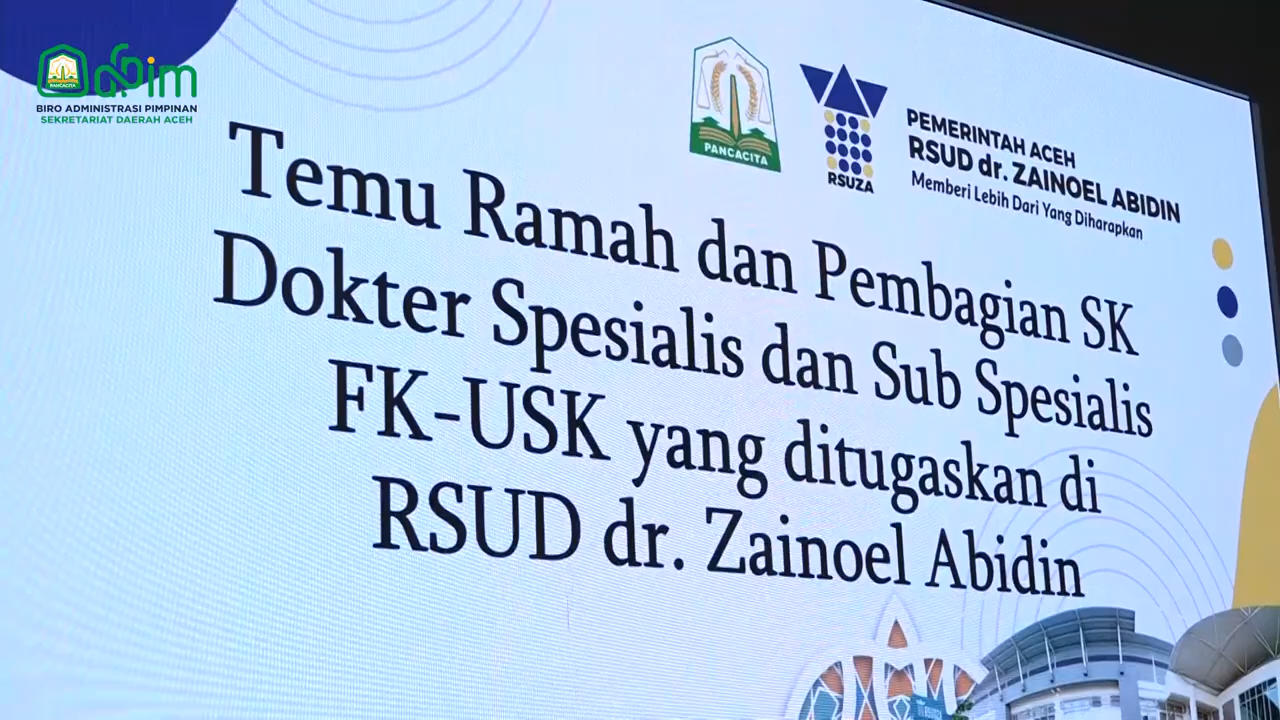 adpim
PANCACITA
BIRO ADMINISTRASI PIMPINAN
SEKRETARIAT DAERAH ACEH
PANCACITA
RSUZA
PEMERINTAH ACEH
RSUD dr. ZAINOEL ABIDIN
Memberi Lebih Dari Yang Diharapkan
Temu Ramah dan Pembagian SK
Dokter Spesialis dan Sub Spesialis
FK-USK yang ditugaskan di
RSUD dr. Zainoel Abidin